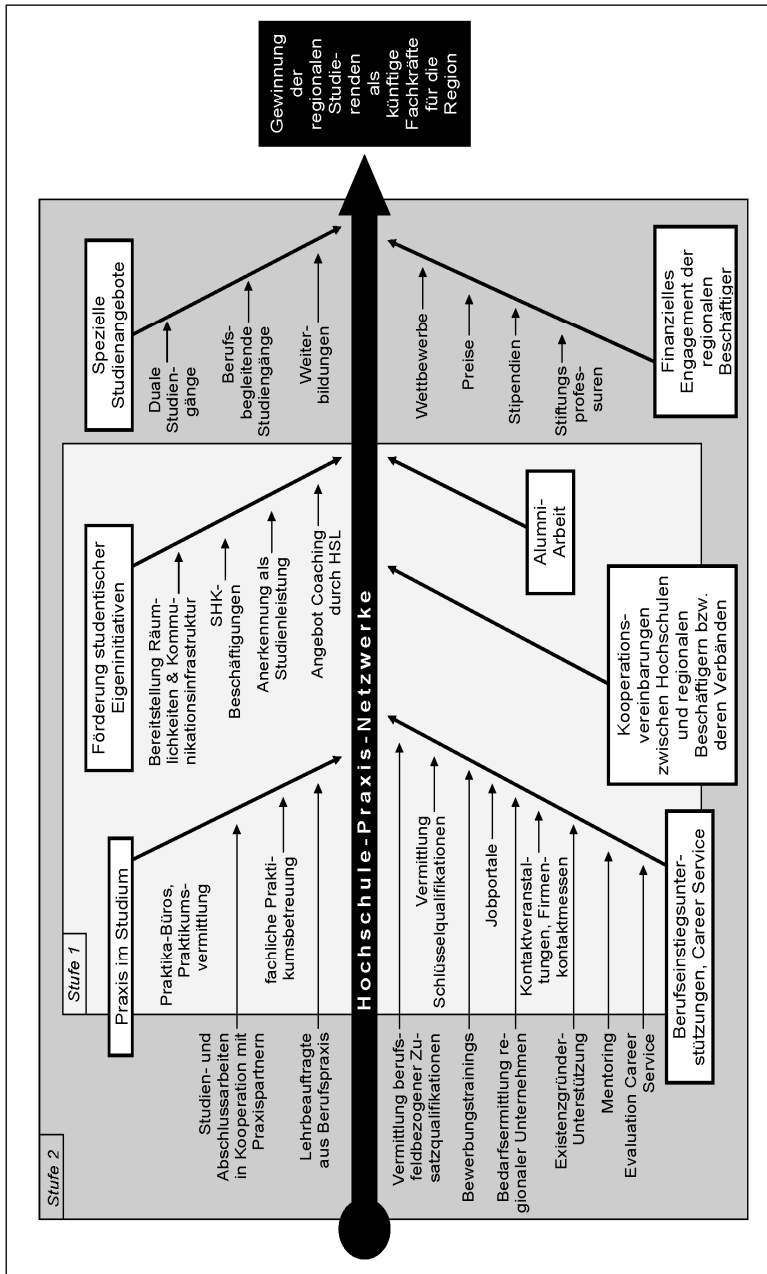 Stufe 2
Stufe 1
Praxis im Studium
Praktika-Büros,
Praktikums-
vermittlung
Studien- und
Abschlussarbeiten
in Kooperation mit
Praxispartnern
fachliche Prakti-
kumsbetreuung
Lehrbeauftragte
aus Berufspraxis
Förderung studentischer
Eigeninitiativen
Bereitstellung Räum-
lichkeiten & Kommu-
nikationsinfrastruktur
SHK-
Beschäftigungen
Anerkennung als
Studienleistung
Angebot Coaching
durch HSL
Spezielle
Studienangebote
Duale
Studien-
gänge
Berufs-
begleitende
Studiengänge
Weiter-
bildungen
Hochschule-Praxis-Netzwerke
Gewinnung
der
regionalen
Studie-
renden
als
künftige
Fachkräfte
für die
Region
Vermittlung berufs-
feldbezogener Zu-
satzqualifikationen
Vermittlung
Schlüsselqualifikationen
Bewerbungstrainings
Jobportale
Bedarfsermittlung re-
gionaler Unternehmen
Kontaktveranstal-
tungen, Firmen-
kontaktmessen
Existenzgründer-
Unterstützung
Mentoring
Evaluation Career
Service
Berufseinstiegsunter-
stützungen, Career Service
Kooperations-
vereinbarungen
zwischen Hochschulen
und regionalen
Beschäftigern bzw.
deren Verbänden
Alumni-
Arbeit
Wettbewerbe
Preise
Stipendien
Stiftungs
profes-
suren
Finanzielles
Engagement der
regionalen
Beschäftiger